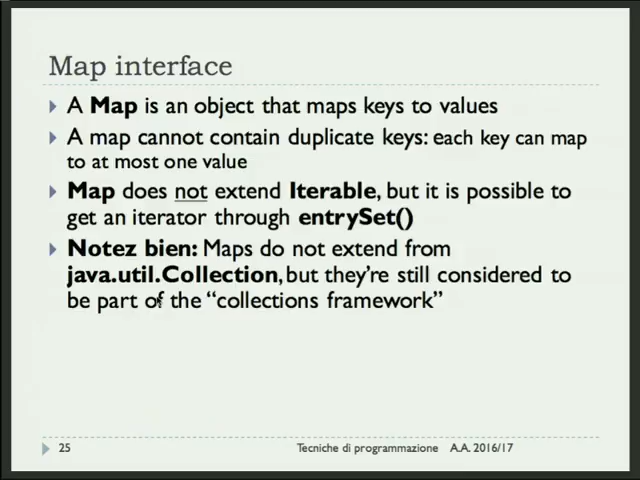 Map interface
A Map is an object that maps keys to values
A map cannot contain duplicate keys: each key can map
to at most one value
Map does not extend Iterable, but it is possible to
get an iterator through entrySet()
Notez bien: Maps do not extend from
java.util.Collection, but they're still considered to
be part of the “collections framework”
25 Tecniche di programmazione A.A. 2016/17